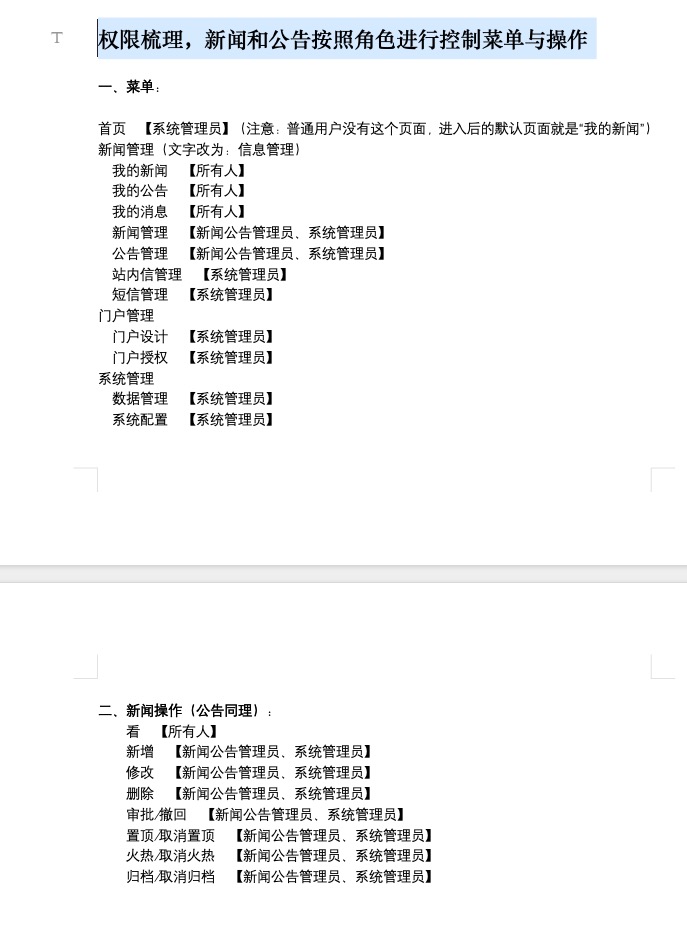 权限梳理，新闻和公告按照角色进行控制菜单与操作
一、菜单：
首页 【系统管理员】（注意：普通用户没有这个页面，进入后的默认页面就是“我的新闻”）
新闻管理（文字改为：信息管理）
我的新闻 【所有人】
我的公告 【所有人】
我的消息 【所有人】
新闻管理 【新闻公告管理员、系统管理员】
公告管理 【新闻公告管理员、系统管理员】
站内信管理 【系统管理员】
短信管理 【系统管理员】
门户管理
门户设计 【系统管理员】
门户授权 【系统管理员】
系统管理
数据管理 【系统管理员】
系统配置 【系统管理员】
二、新闻操作（公告同理）：
看 【所有人】
新增 【新闻公告管理员、系统管理员】
修改 【新闻公告管理员、系统管理员】
删除 【新闻公告管理员、系统管理员】
审批/撤回 【新闻公告管理员、系统管理员】
置顶/取消置顶 【新闻公告管理员、系统管理员】
火热/取消火热 【新闻公告管理员、系统管理员】
归档/取消归档 【新闻公告管理员、系统管理员】